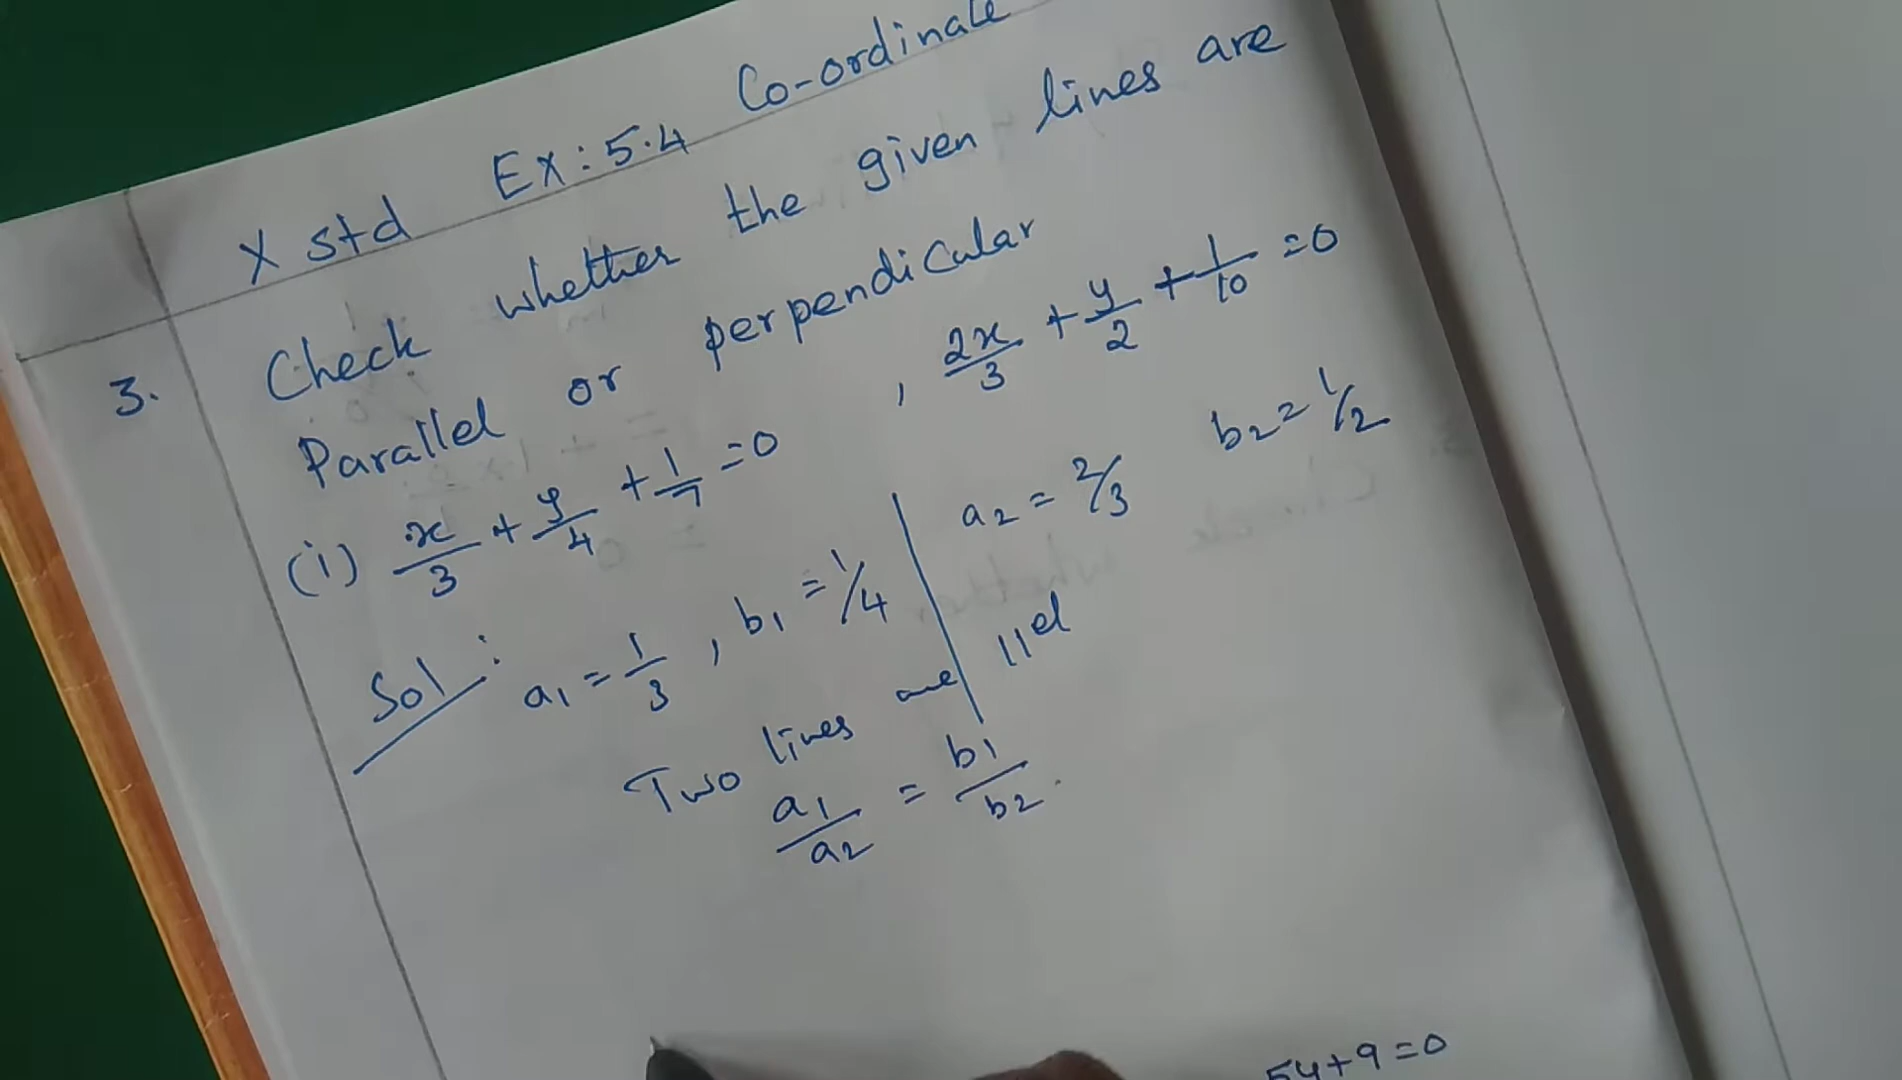 X std Ex: 5.4 Co-ordinate
3. Check whether the given lines are
Parallel or perpendicular
(i) x/3 + y/4 + 1/7 = 0 , 2x/3 + y/2 + 1/10 = 0
Sol: a1 = 1/3 , b1 = 1/4 a2 = 2/3 b2 = 1/2
Two lines are 11el
a1/a2 = b1/b2.
5y+9=0